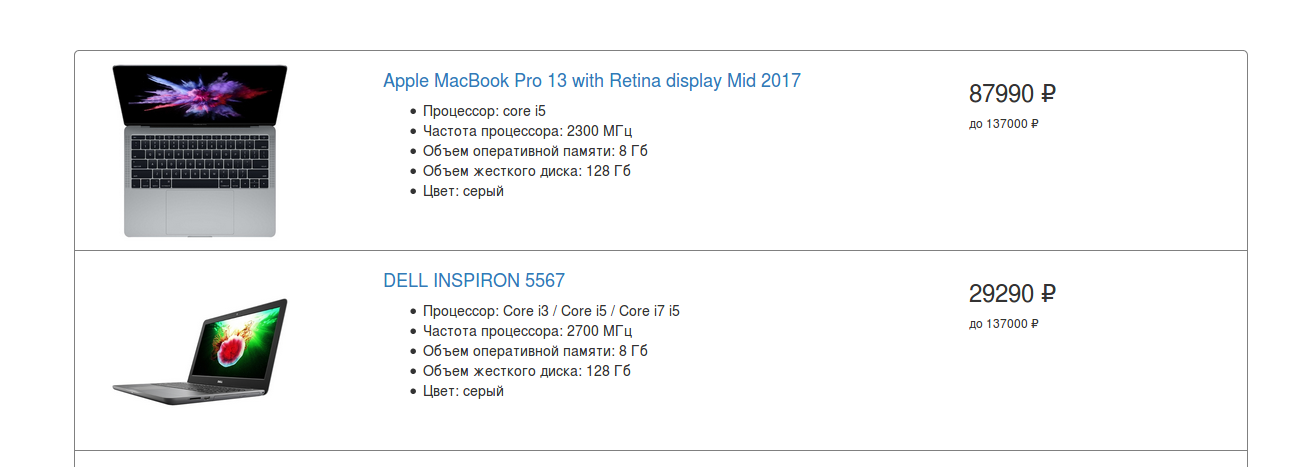 Apple MacBook Pro 13 with Retina display Mid 2017
Процессор: core i5
Частота процессора: 2300 МГц
Объем оперативной памяти: 8 Гб
Объем жесткого диска: 128 Гб
Цвет: серый
87990 ₽
до 137000 ₽
DELL INSPIRON 5567
Процессор: Core i3 / Core i5 / Core i7 i5
Частота процессора: 2700 МГц
Объем оперативной памяти: 8 Гб
Объем жесткого диска: 128 Гб
Цвет: серый
29290 ₽
до 137000 ₽